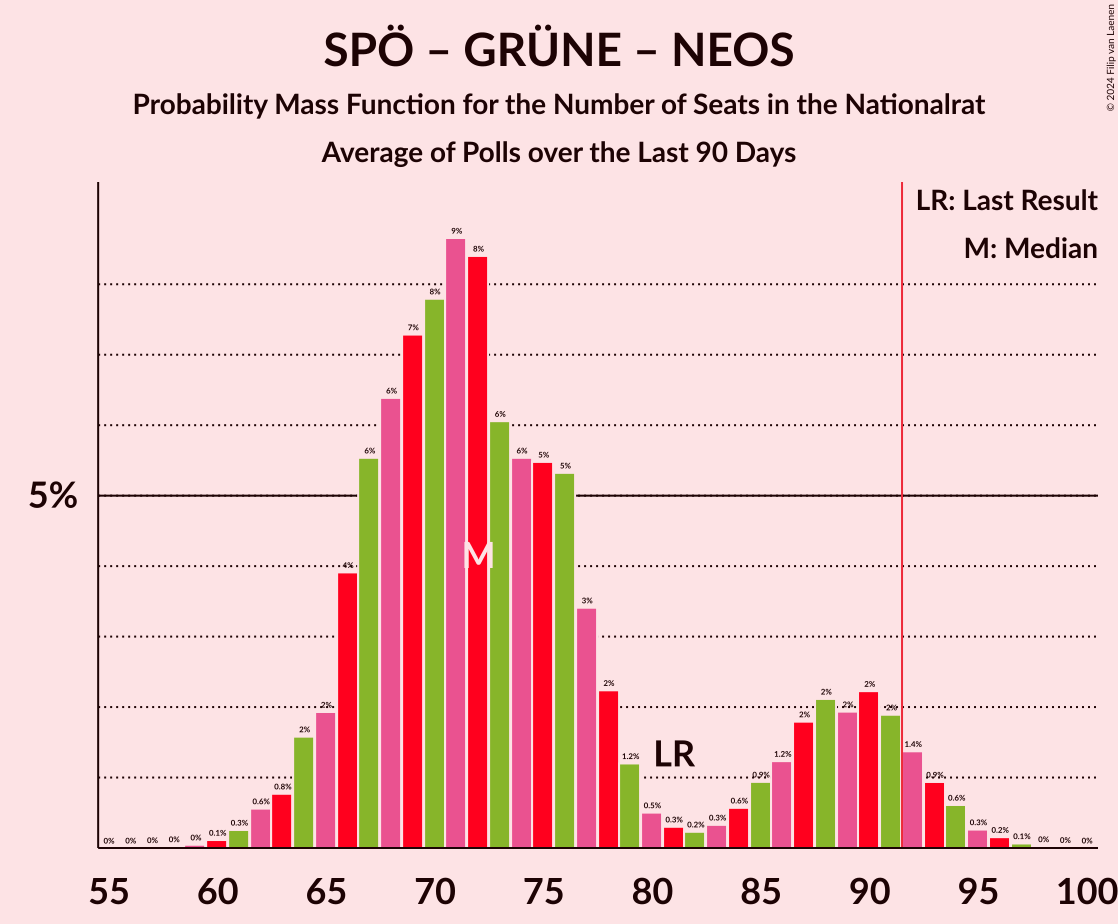 SPÖ – GRÜNE – NEOS
Probability Mass Function for the Number of Seats in the Nationalrat
Average of Polls over the Last 90 Days
© 2024 Filip van Laenen
LR: Last Result
M: Median
5%
0% 0% 0% 0% 0% 0.1% 0.3% 0.6% 0.8% 2% 2% 4% 6% 6% 7% 8% 9% 8% 6% 6% 5% 5% 3% 2% 1.2% 0.5% 0.3% 0.2% 0.3% 0.6% 0.9% 1.2% 2% 2% 2% 2% 2% 1.4% 0.9% 0.6% 0.3% 0.2% 0.1% 0% 0% 0%
M
LR
55 60 65 70 75 80 85 90 95 100